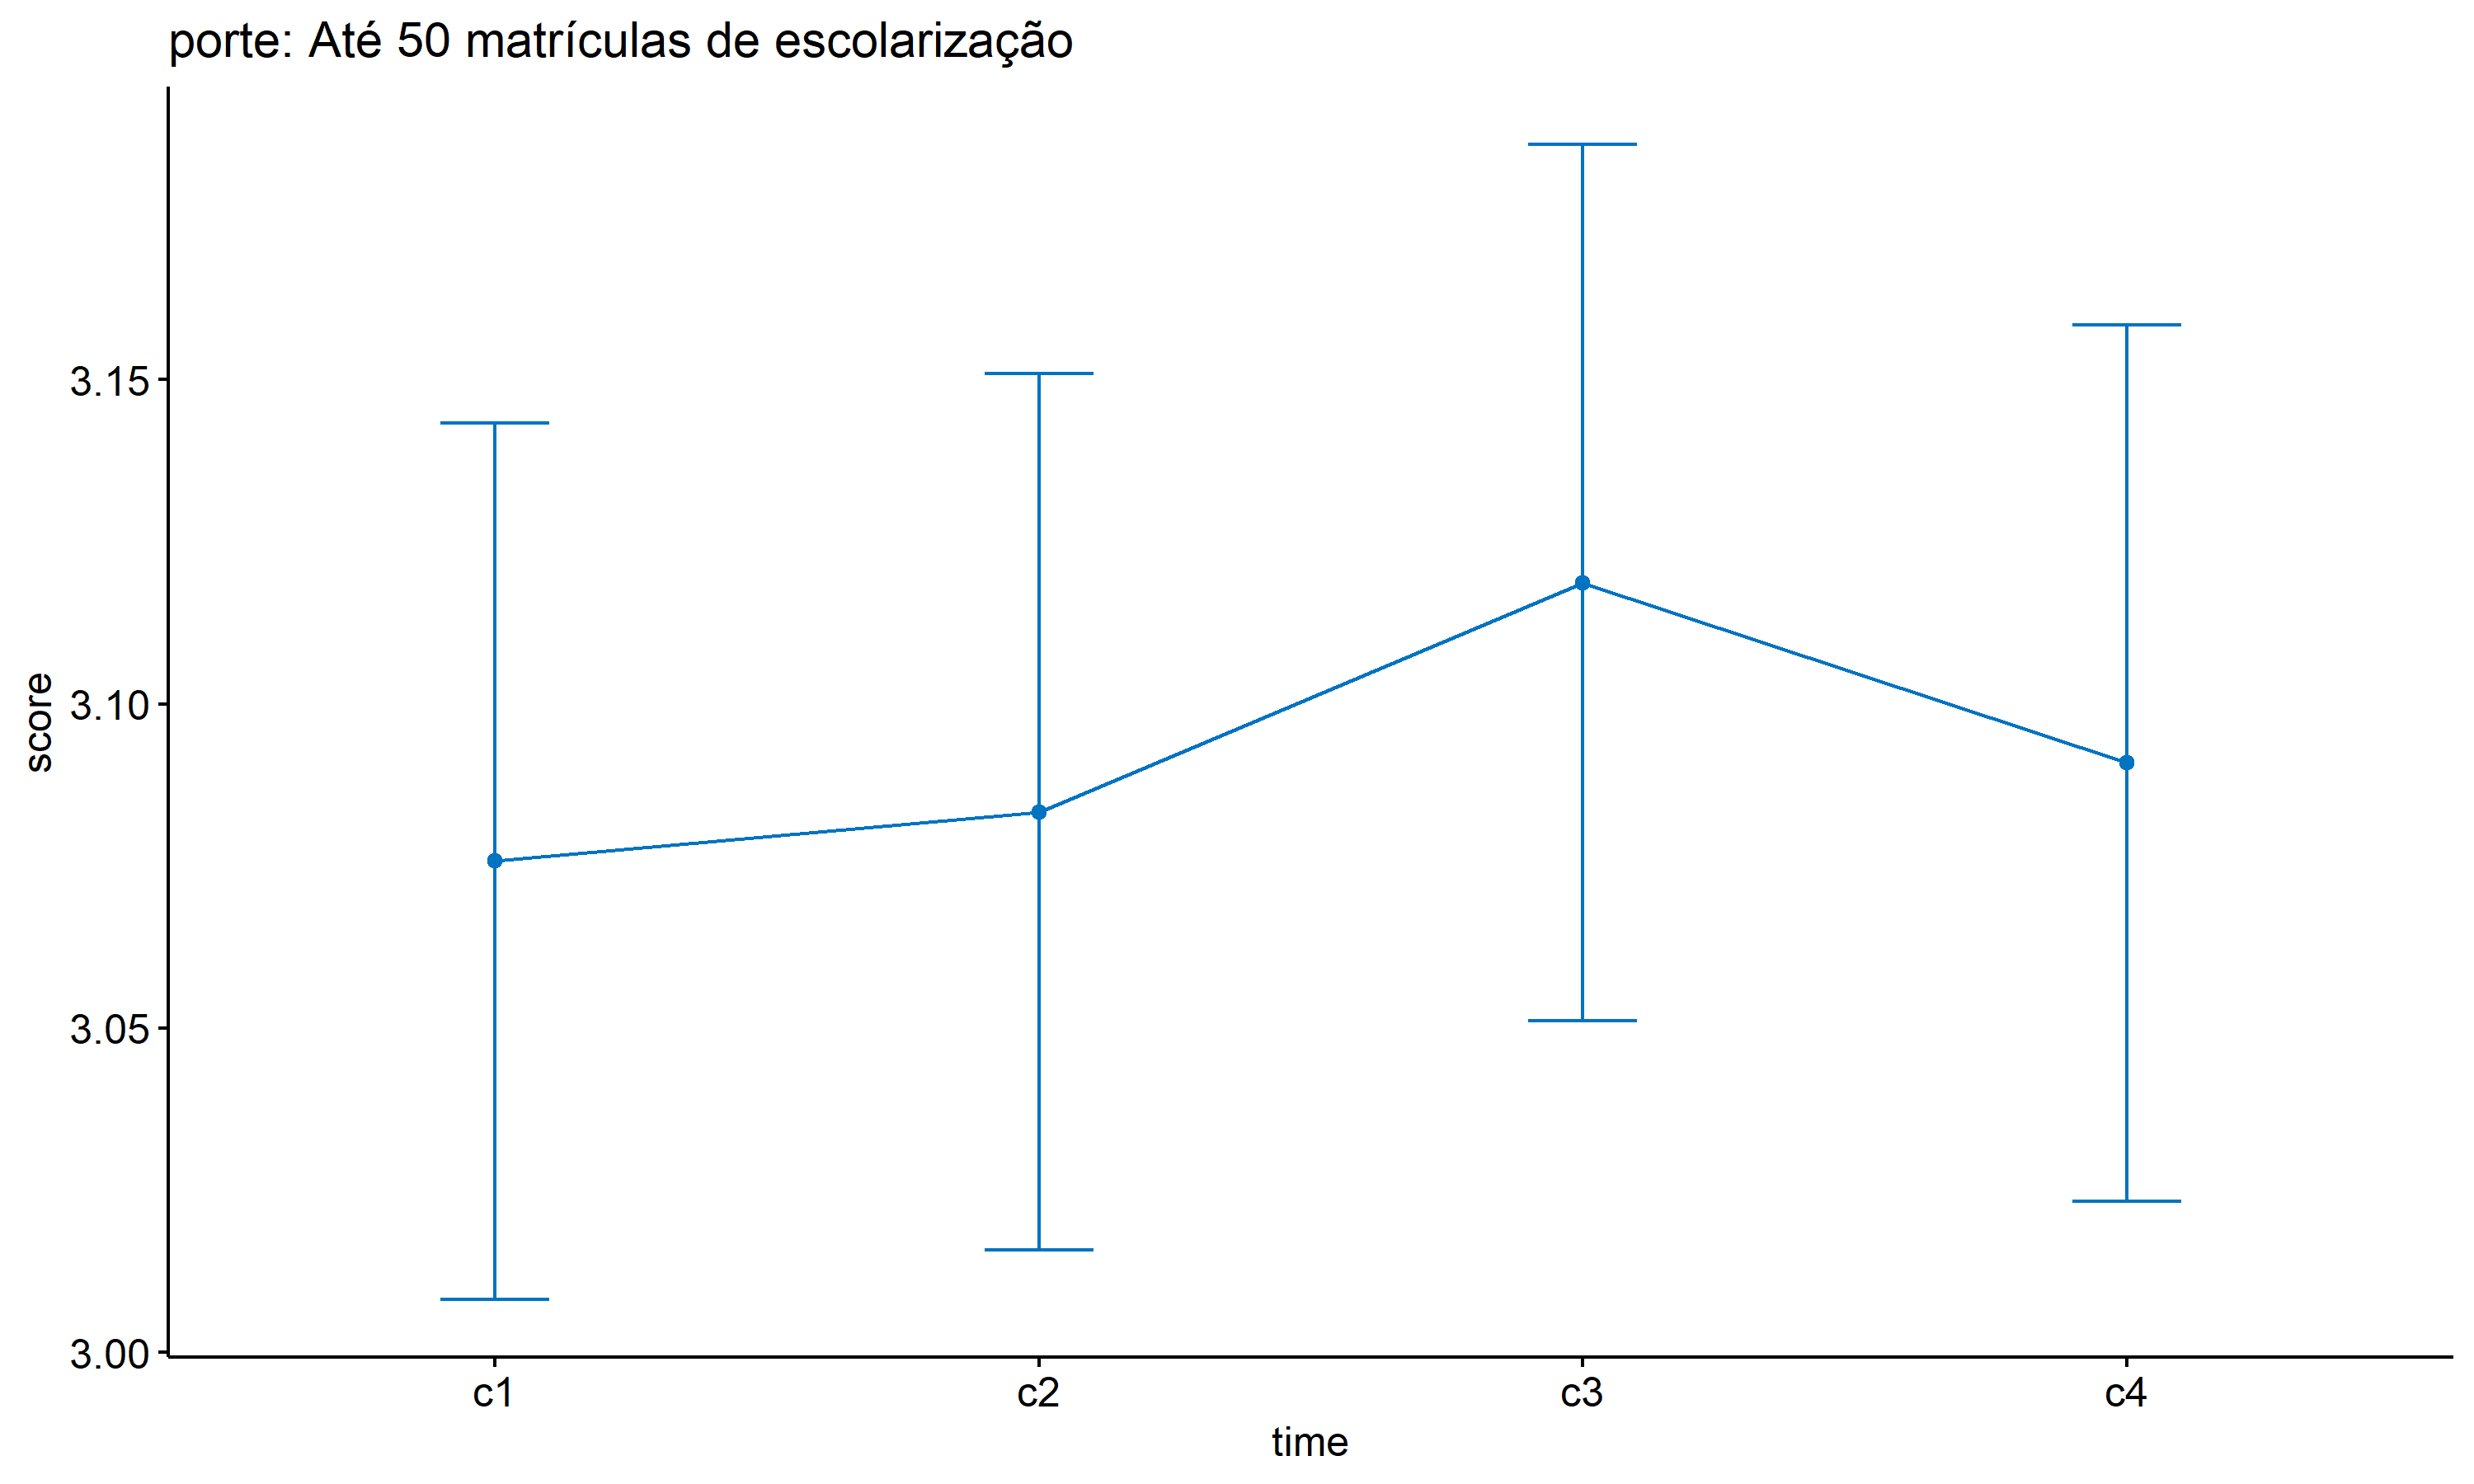 porte: Até 50 matrículas de escolarização
score
3.15
3.10
3.05
3.00
c1 c2 c3 c4
time